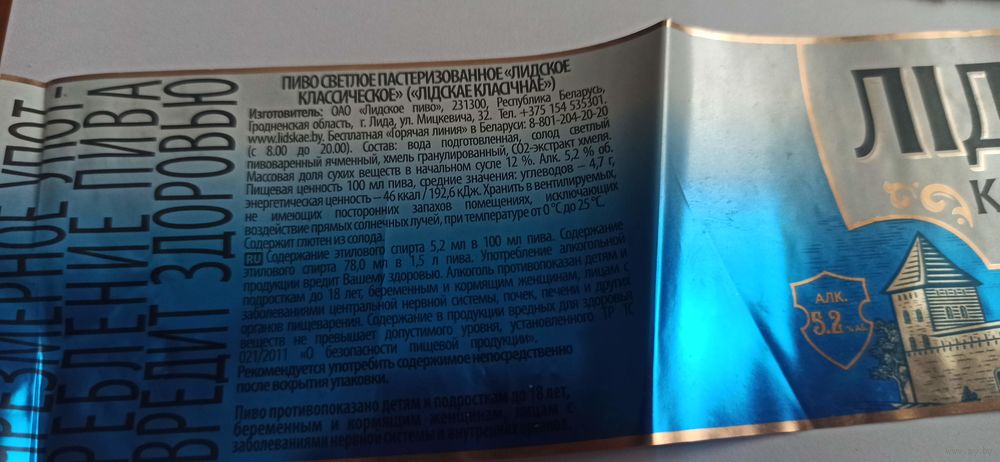 ЧРЕЗМЕРНОЕ УПОТ-
РЕБЛЕНИЕ ПИВА
ВРЕДИТ ЗДОРОВЬЮ
ПИВО СВЕТЛОЕ ПАСТЕРИЗОВАННОЕ «ЛИДСКОЕ
КЛАССИЧЕСКОЕ» («ЛІДСКАЕ КЛАСІЧНАЕ»)
Изготовитель: ОАО «Лидское пиво», 231300, Республика Беларусь,
Гродненская область, г. Лида, ул. Мицкевича, 32. Тел. +375 154 535301.
www.lidskae.by. Бесплатная «Горячая линия» в Беларуси: 8-801-204-20-20
(с 8.00 до 20.00). Состав: вода подготовленная, солод светлый
пивоваренный ячменный, хмель гранулированный, CO2-экстракт хмеля.
Массовая доля сухих веществ в начальном сусле 12 %. Алк. 5,2 % об.
Пищевая ценность 100 мл пива, средние значения: углеводов – 4,7 г,
энергетическая ценность – 46 ккал / 192,6 кДж. Хранить в вентилируемых,
не имеющих посторонних запахов помещениях, исключающих
воздействие прямых солнечных лучей, при температуре от 0 °C до 25 °C.
Содержит глютен из солода.
RU Содержание этилового спирта 5,2 мл в 100 мл пива. Содержание
этилового спирта 78,0 мл в 1,5 л пива. Употребление алкогольной
продукции вредит Вашему здоровью. Алкоголь противопоказан детям и
подросткам до 18 лет, беременным и кормящим женщинам, лицам с
заболеваниями центральной нервной системы, почек, печени и других
органов пищеварения. Содержание в продукции вредных для здоровья
веществ не превышает допустимого уровня, установленного ТР ТС
021/2011 «О безопасности пищевой продукции».
Рекомендуется употребить содержимое непосредственно
после вскрытия упаковки.
Пиво противопоказано детям и подросткам до 18 лет,
беременным и кормящим женщинам, лицам с
заболеваниями нервной системы и внутренних органов.
ЛІД
К
АЛК.
5.2 % об.